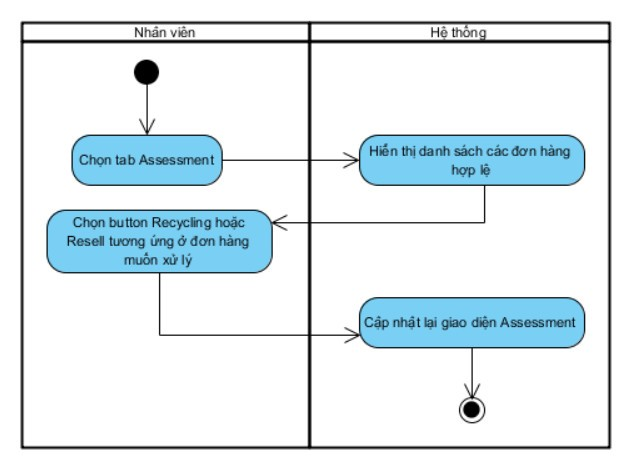 Nhân viên
Hệ thống
Chọn tab Assessment
Hiển thị danh sách các đơn hàng
hợp lệ
Chọn button Recycling hoặc
Resell tương ứng ở đơn hàng
muốn xử lý
Cập nhật lại giao diện Assessment